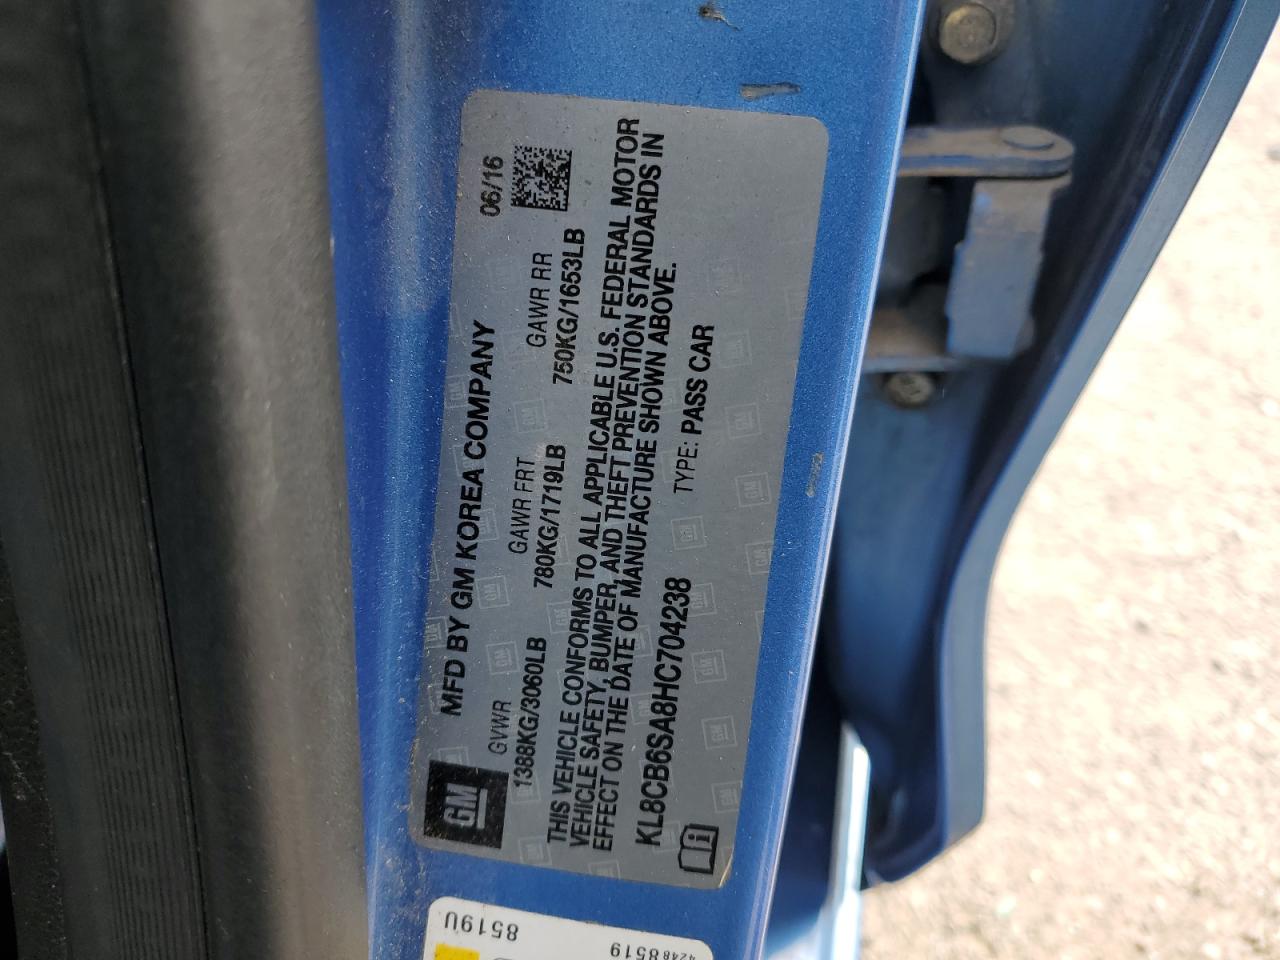 MFD BY GM KOREA COMPANY
06/16
GVWR
GAWR FRT
GAWR RR
1388KG/3060LB
780KG/1719LB
750KG/1653LB
THIS VEHICLE CONFORMS TO ALL APPLICABLE U.S. FEDERAL MOTOR
VEHICLE SAFETY, BUMPER, AND THEFT PREVENTION STANDARDS IN
EFFECT ON THE DATE OF MANUFACTURE SHOWN ABOVE.
KL8CB6SA8HC704238
TYPE: PASS CAR
GM
8519U
42488519